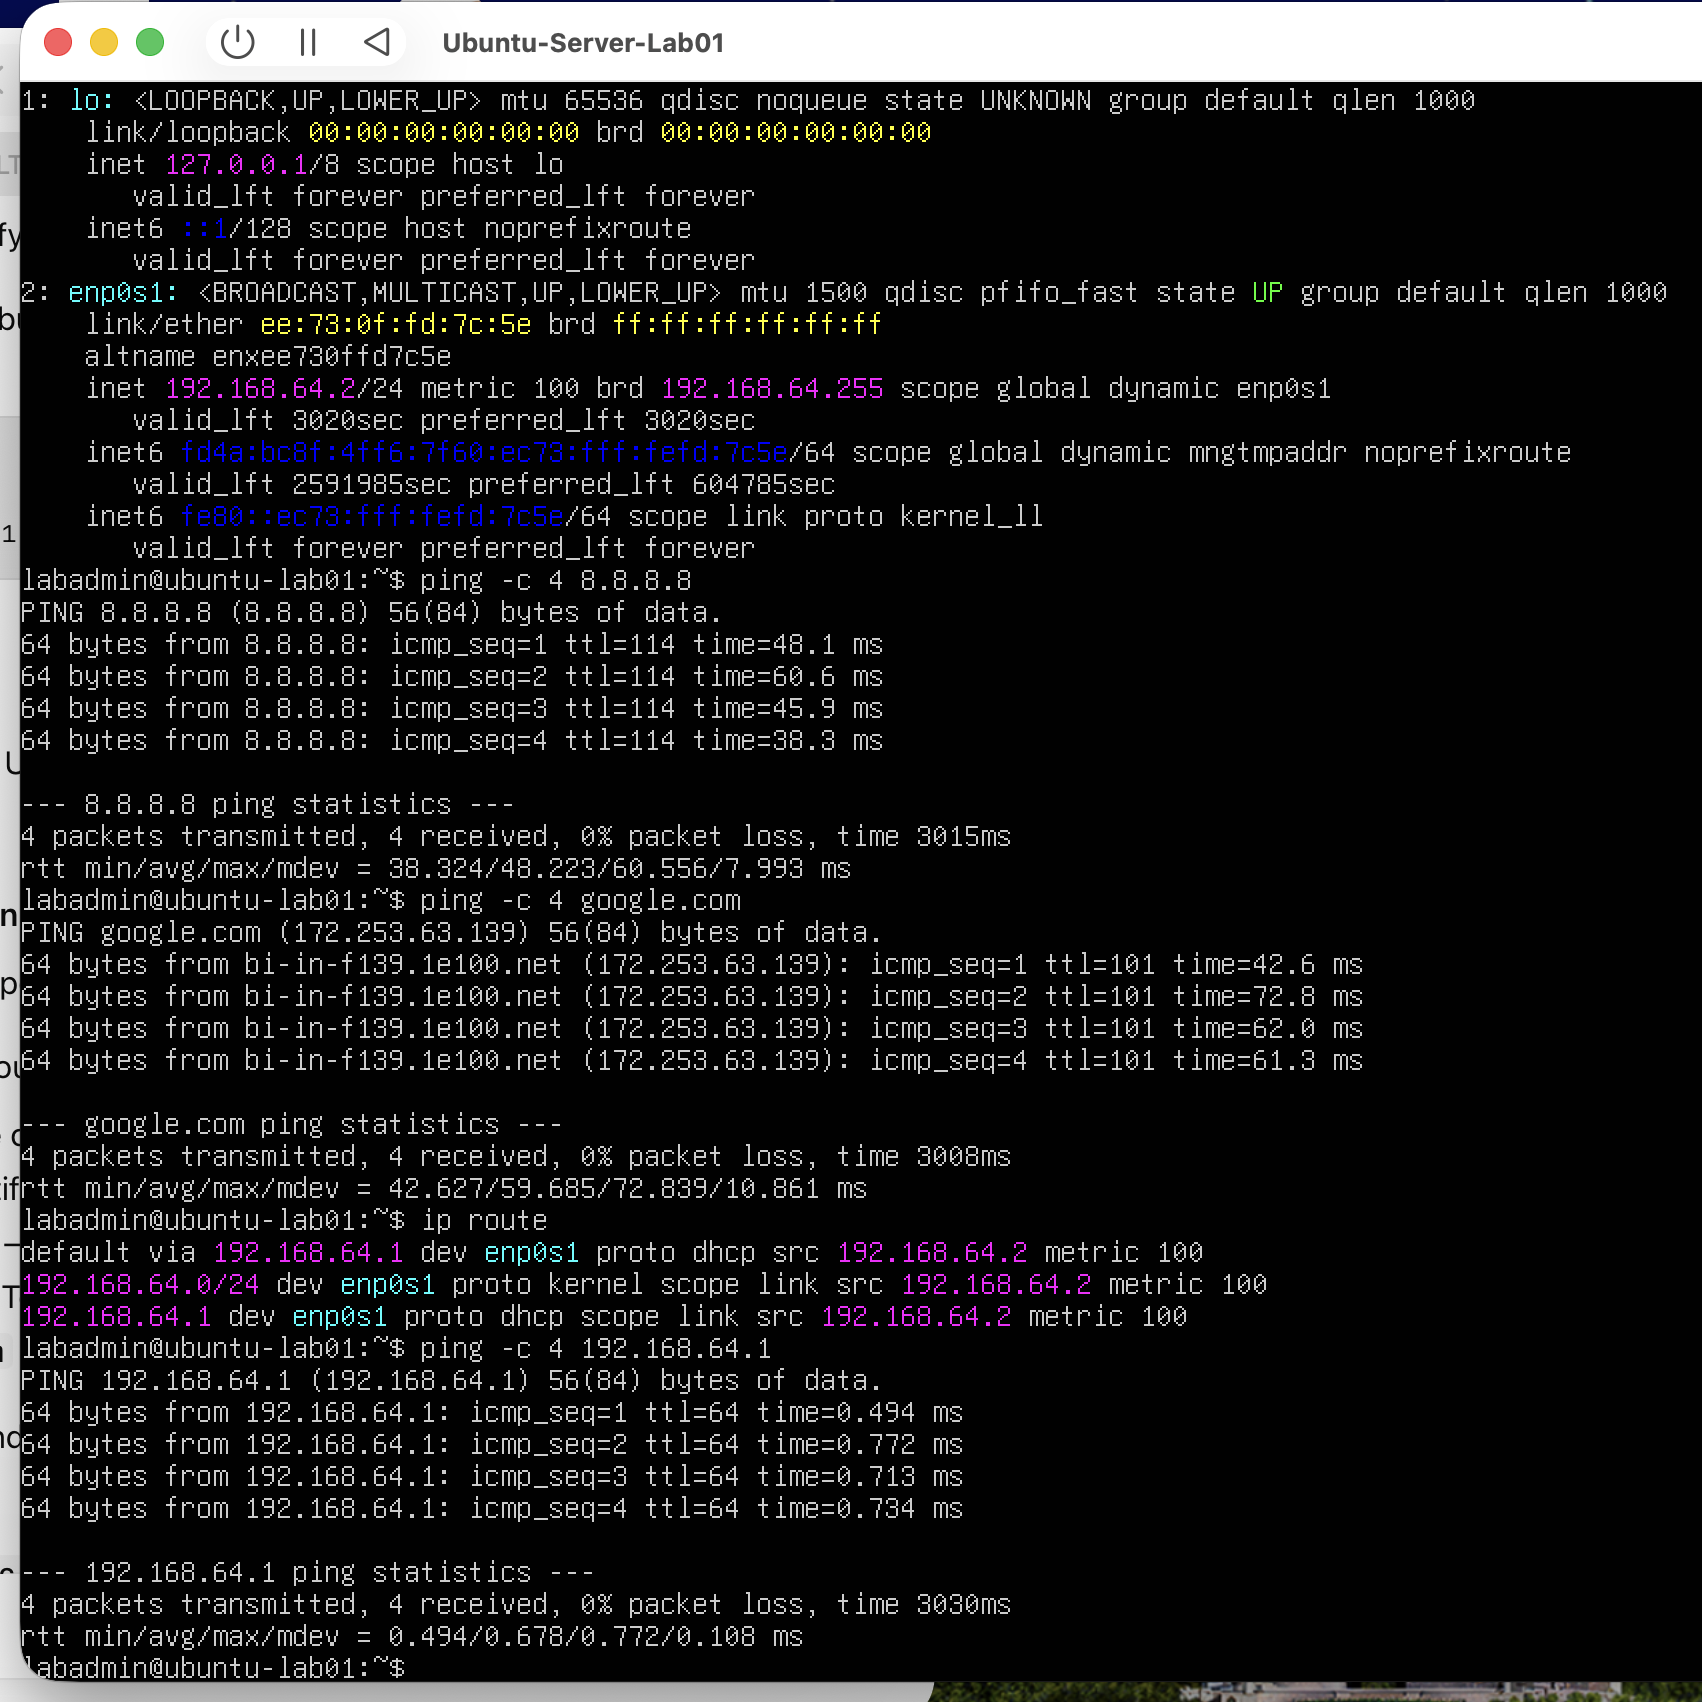 Ubuntu-Server-Lab01
1: lo: <LOOPBACK,UP,LOWER_UP> mtu 65536 qdisc noqueue state UNKNOWN group default qlen 1000
    link/loopback 00:00:00:00:00:00 brd 00:00:00:00:00:00
    inet 127.0.0.1/8 scope host lo
       valid_lft forever preferred_lft forever
    inet6 ::1/128 scope host noprefixroute
       valid_lft forever preferred_lft forever
2: enp0s1: <BROADCAST,MULTICAST,UP,LOWER_UP> mtu 1500 qdisc pfifo_fast state UP group default qlen 1000
    link/ether ee:73:0f:fd:7c:5e brd ff:ff:ff:ff:ff:ff
    altname enxee730ffd7c5e
    inet 192.168.64.2/24 metric 100 brd 192.168.64.255 scope global dynamic enp0s1
       valid_lft 3020sec preferred_lft 3020sec
    inet6 fd4a:bc8f:4ff6:7f60:ec73:fff:fefd:7c5e/64 scope global dynamic mngtmpaddr noprefixroute
       valid_lft 2591985sec preferred_lft 604785sec
    inet6 fe80::ec73:fff:fefd:7c5e/64 scope link proto kernel_ll
       valid_lft forever preferred_lft forever
labadmin@ubuntu-lab01:~$ ping -c 4 8.8.8.8
PING 8.8.8.8 (8.8.8.8) 56(84) bytes of data.
64 bytes from 8.8.8.8: icmp_seq=1 ttl=114 time=48.1 ms
64 bytes from 8.8.8.8: icmp_seq=2 ttl=114 time=60.6 ms
64 bytes from 8.8.8.8: icmp_seq=3 ttl=114 time=45.9 ms
64 bytes from 8.8.8.8: icmp_seq=4 ttl=114 time=38.3 ms
--- 8.8.8.8 ping statistics ---
4 packets transmitted, 4 received, 0% packet loss, time 3015ms
rtt min/avg/max/mdev = 38.324/48.223/60.556/7.993 ms
labadmin@ubuntu-lab01:~$ ping -c 4 google.com
PING google.com (172.253.63.139) 56(84) bytes of data.
64 bytes from bi-in-f139.1e100.net (172.253.63.139): icmp_seq=1 ttl=101 time=42.6 ms
64 bytes from bi-in-f139.1e100.net (172.253.63.139): icmp_seq=2 ttl=101 time=72.8 ms
64 bytes from bi-in-f139.1e100.net (172.253.63.139): icmp_seq=3 ttl=101 time=62.0 ms
64 bytes from bi-in-f139.1e100.net (172.253.63.139): icmp_seq=4 ttl=101 time=61.3 ms
--- google.com ping statistics ---
4 packets transmitted, 4 received, 0% packet loss, time 3008ms
rtt min/avg/max/mdev = 42.627/59.685/72.839/10.861 ms
labadmin@ubuntu-lab01:~$ ip route
default via 192.168.64.1 dev enp0s1 proto dhcp src 192.168.64.2 metric 100
192.168.64.0/24 dev enp0s1 proto kernel scope link src 192.168.64.2 metric 100
192.168.64.1 dev enp0s1 proto dhcp scope link src 192.168.64.2 metric 100
labadmin@ubuntu-lab01:~$ ping -c 4 192.168.64.1
PING 192.168.64.1 (192.168.64.1) 56(84) bytes of data.
64 bytes from 192.168.64.1: icmp_seq=1 ttl=64 time=0.494 ms
64 bytes from 192.168.64.1: icmp_seq=2 ttl=64 time=0.772 ms
64 bytes from 192.168.64.1: icmp_seq=3 ttl=64 time=0.713 ms
64 bytes from 192.168.64.1: icmp_seq=4 ttl=64 time=0.734 ms
--- 192.168.64.1 ping statistics ---
4 packets transmitted, 4 received, 0% packet loss, time 3030ms
rtt min/avg/max/mdev = 0.494/0.678/0.772/0.108 ms
labadmin@ubuntu-lab01:~$